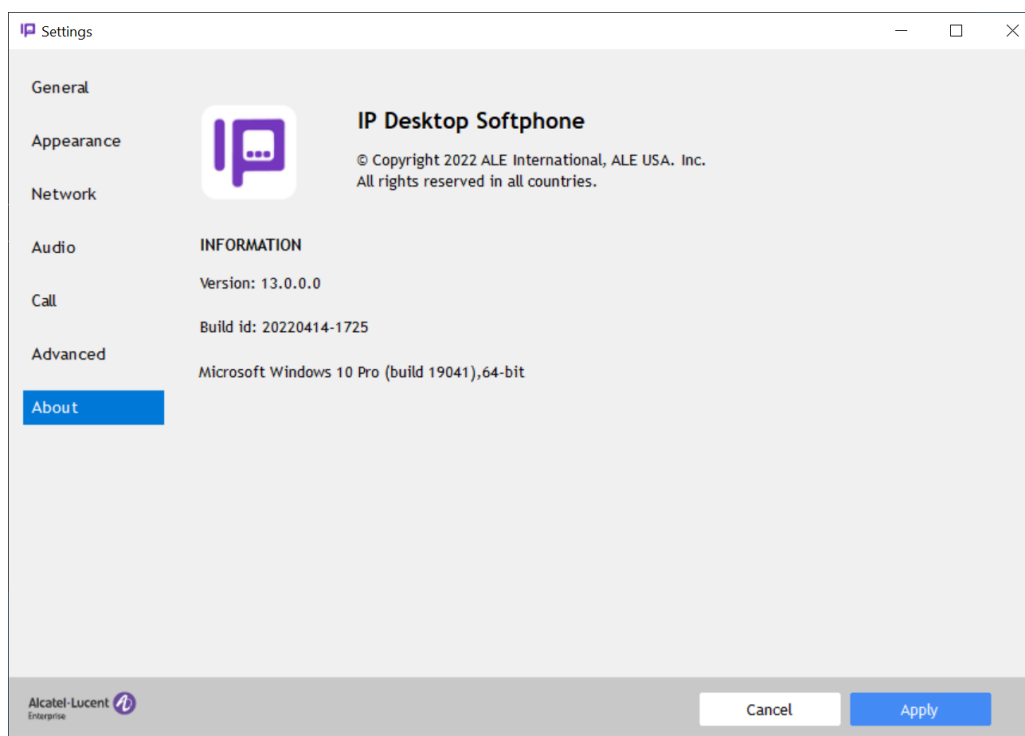 Settings
General
Appearance
Network
Audio
Call
Advanced
About
IP
IP Desktop Softphone
© Copyright 2022 ALE International, ALE USA. Inc.
All rights reserved in all countries.
INFORMATION
Version: 13.0.0.0
Build id: 20220414-1725
Microsoft Windows 10 Pro (build 19041),64-bit
Alcatel·Lucent
Enterprise
Cancel
Apply